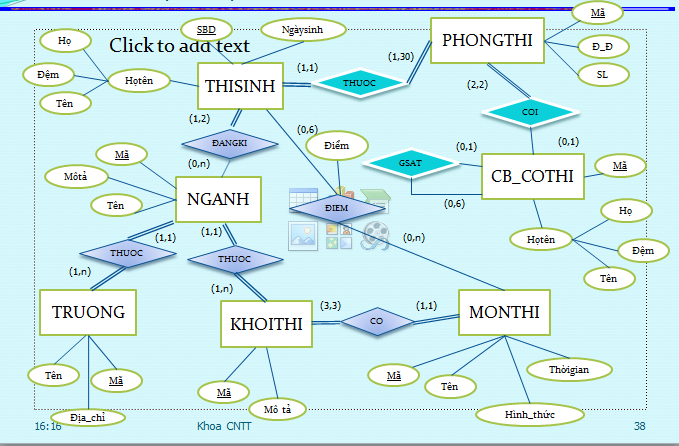 Mã
SBD
Ngàysinh
Họ
Click to add text
PHONGTHI
Đ_Đ
(1,30)
Đệm
Họtên
THISINH
(1,1)
THUOC
SL
(2,2)
Tên
(1,2)
COI
(0,6)
ĐANGKI
Điểm
(0,1)
(0,1)
Mã
(0,n)
GSAT
CB_COTHI
Mã
Môtả
NGANH
(0,6)
Tên
ĐIEM
Họ
(1,1)
(1,1)
(0,n)
Họtên
THUOC
THUOC
Đệm
(1,n)
(1,n)
Tên
TRUONG
KHOITHI
(3,3)
CO
(1,1)
MONTHI
Tên
Mã
Mã
Tên
Thờigian
Mã
Mô tả
Hình_thức
Địa_chỉ
16:16
Khoa CNTT
38